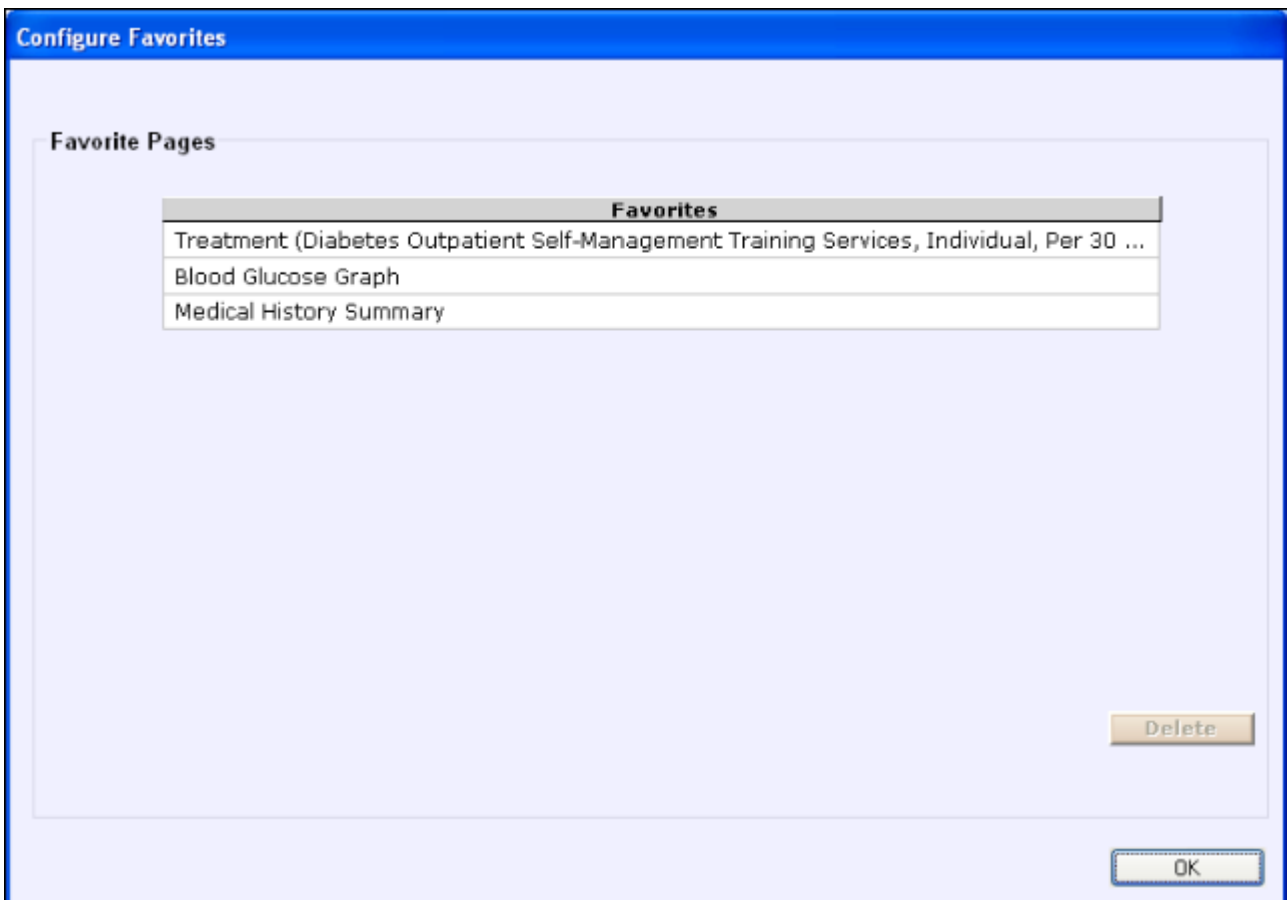 Configure Favorites
Favorite Pages
Favorites
Treatment (Diabetes Outpatient Self-Management Training Services, Individual, Per 30 ...
Blood Glucose Graph
Medical History Summary
Delete
OK